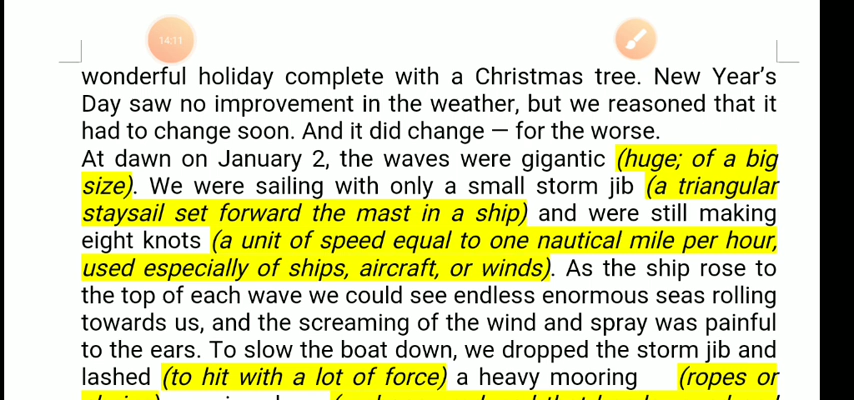 14:11
wonderful holiday complete with a Christmas tree. New Year’s
Day saw no improvement in the weather, but we reasoned that it
had to change soon. And it did change — for the worse.
At dawn on January 2, the waves were gigantic (huge; of a big
size). We were sailing with only a small storm jib (a triangular
staysail set forward the mast in a ship) and were still making
eight knots (a unit of speed equal to one nautical mile per hour,
used especially of ships, aircraft, or winds). As the ship rose to
the top of each wave we could see endless enormous seas rolling
towards us, and the screaming of the wind and spray was painful
to the ears. To slow the boat down, we dropped the storm jib and
lashed (to hit with a lot of force) a heavy mooring (ropes or